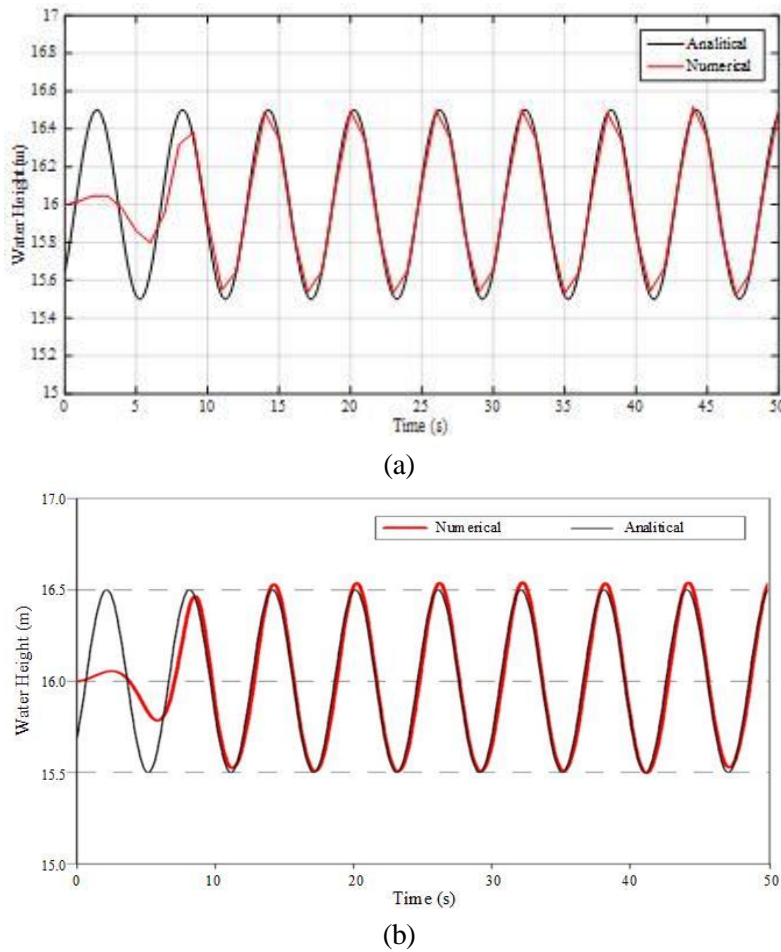 17
16.8
16.6
16.4
16.2
16
15.8
15.6
15.4
15.2
15
Water Height (m)
Analitical
Numerical
0 5 10 15 20 25 30 35 40 45 50
Time (s)
(a)
17.0
16.5
16.0
15.5
15.0
Water Height (m)
Numerical Analitical
0 10 20 30 40 50
Time (s)
(b)